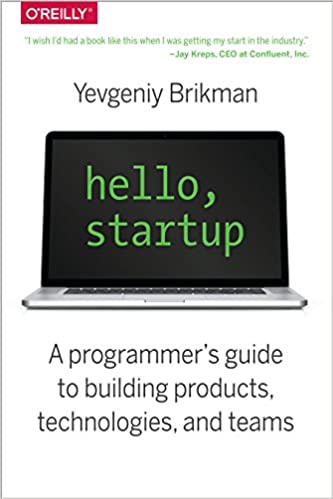 O'REILLY®
"I wish I'd had a book like this when I was getting my start in the industry."
–Jay Kreps, CEO at Confluent, Inc.
Yevgeniy Brikman
hello,
startup
A programmer's guide
to building products,
technologies, and teams